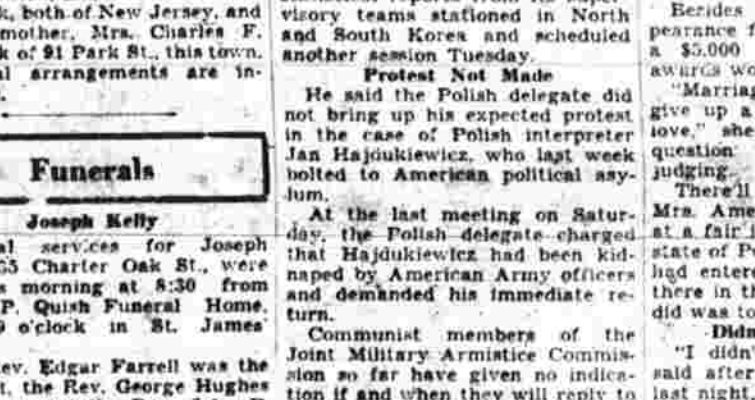 k, both of New Jersey, and
mother, Mrs. Charles F.
k of 91 Park St., this town.
al arrangements are in-
Funerals
Joseph Kelly
al services for Joseph
65 Charter Oak St., were
s morning at 8:30 from
P. Quish Funeral Home.
9 o'clock in St. James'
ev. Edgar Farrell was the
t, the Rev. George Hughes
visory teams stationed in North
and South Korea and scheduled
another session Tuesday.
Protest Not Made
He said the Polish delegate did
not bring up his expected protest
in the case of Polish interpreter
Jan Hajdukiewicz, who last week
bolted to American political asy-
lum.
At the last meeting on Satur-
day, the Polish delegate charged
that Hajdukiewicz had been kid-
naped by American Army officers
and demanded his immediate re-
turn.
Communist members of the
Joint Military Armistice Commis-
sion so far have given no indica-
tion if and when they will reply to
Besides
pearance f
a $5,000
awards wo
"Marriag
give up a
love," she
question
judging.
There'll
Mrs. Am
at a fair
state of P
had enter
there in th
did was to
Didn
"I didn
said after
last night